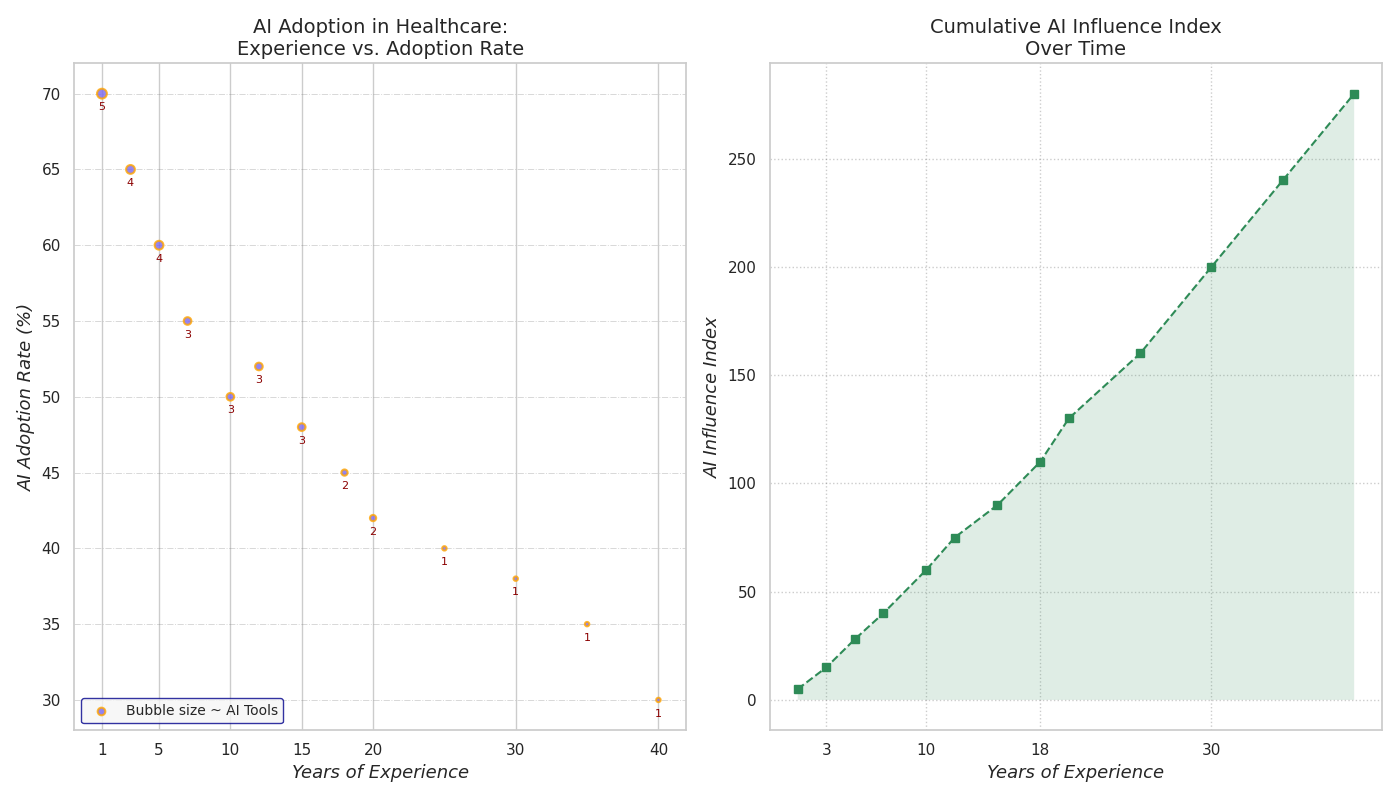 AI Adoption in Healthcare:
Experience vs. Adoption Rate
AI Adoption Rate (%)
70
65
60
55
50
45
40
35
30
5
4
4
3
3
3
3
2
2
1
1
1
1
Bubble size ~ AI Tools
1 5 10 15 20 30 40
Years of Experience
Cumulative AI Influence Index
Over Time
AI Influence Index
250
200
150
100
50
0
3 10 18 30
Years of Experience